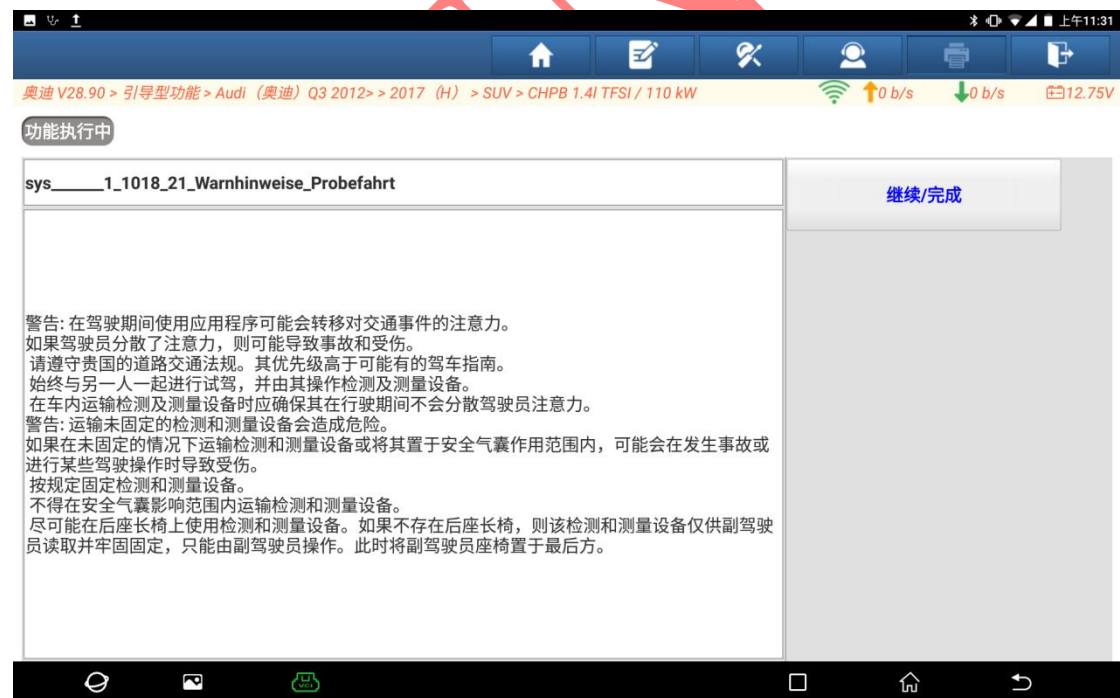 上午11:31
奥迪 V28.90 > 引导型功能 > Audi（奥迪）Q3 2012> > 2017（H） > SUV > CHPB 1.4l TFSI / 110 kW
0 b/s
0 b/s
12.75V
功能执行中
sys_____1_1018_21_Warnhinweise_Probefahrt
继续/完成
警告: 在驾驶期间使用应用程序可能会转移对交通事件的注意力。
如果驾驶员分散了注意力，则可能导致事故和受伤。
请遵守贵国的道路交通法规。其优先级高于可能有的驾车指南。
始终与另一人一起进行试驾，并由其操作检测及测量设备。
在车内运输检测及测量设备时应确保其在行驶期间不会分散驾驶员注意力。
警告: 运输未固定的检测和测量设备会造成危险。
如果在未固定的情况下运输检测和测量设备或将其置于安全气囊作用范围内，可能会在发生事故或
进行某些驾驶操作时导致受伤。
按规定固定检测和测量设备。
不得在安全气囊影响范围内运输检测和测量设备。
尽可能在后座长椅上使用检测和测量设备。如果不存在后座长椅，则该检测和测量设备仅供副驾驶
员读取并牢固固定，只能由副驾驶员操作。此时将副驾驶员座椅置于最后方。
VCI